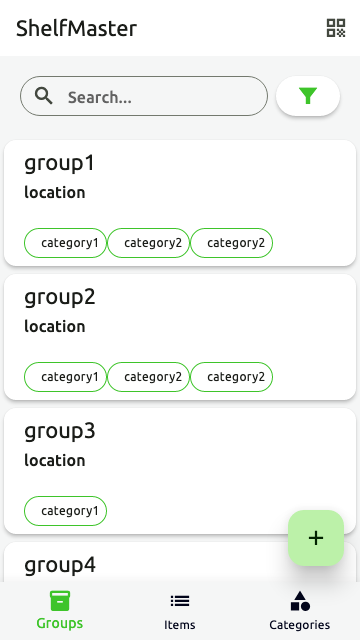 ShelfMaster
Search...
group1
location
category1 category2 category2
group2
location
category1 category2 category2
group3
location
category1
+
group4
Groups Items Categories